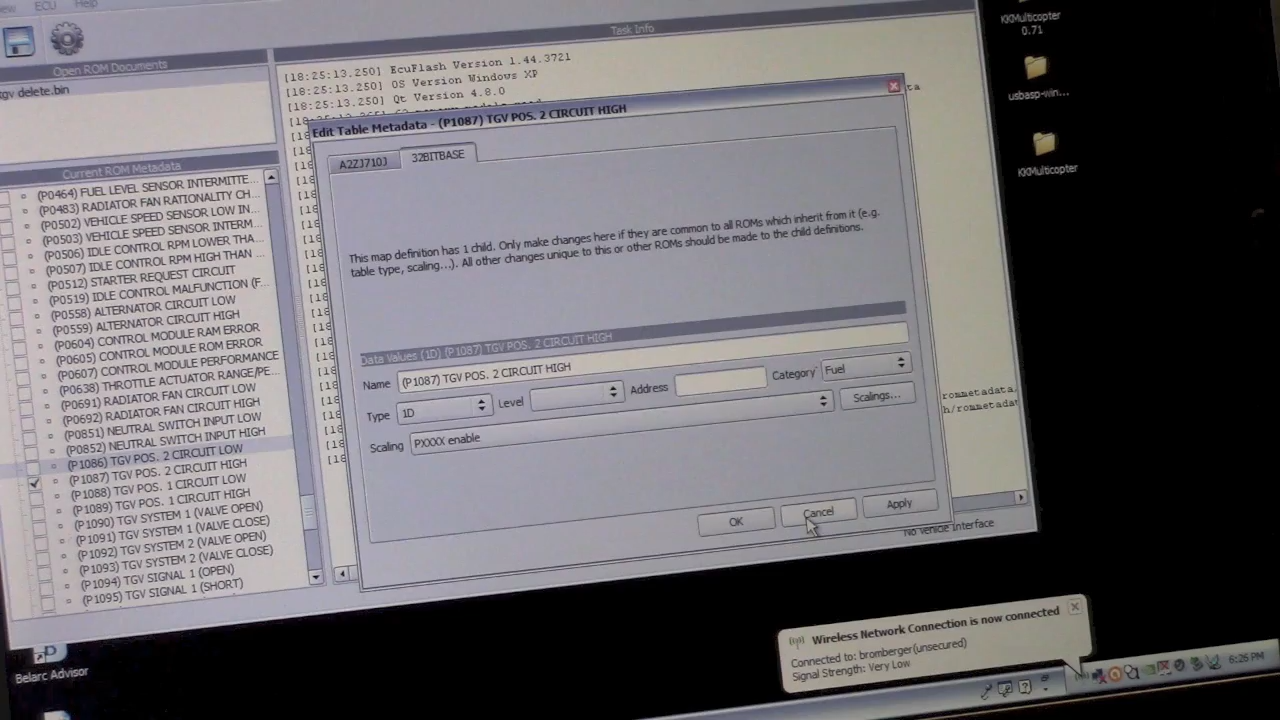 ECU Help
Task Info
Open ROM Documents
tgv delete.bin
[18:25:13.250] EcuFlash Version 1.44.3721
[18:25:13.250] OS Version Windows XP
[18:25:13.250] Qt Version 4.8.0
Current ROM Metadata
(P0464) FUEL LEVEL SENSOR INTERMITTE...
(P0483) RADIATOR FAN RATIONALITY CH...
(P0502) VEHICLE SPEED SENSOR LOW IN...
(P0503) VEHICLE SPEED SENSOR INTERM...
(P0506) IDLE CONTROL RPM LOWER THA...
(P0507) IDLE CONTROL RPM HIGH THAN ...
(P0512) STARTER REQUEST CIRCUIT
(P0519) IDLE CONTROL MALFUNCTION (F...
(P0558) ALTERNATOR CIRCUIT LOW
(P0559) ALTERNATOR CIRCUIT HIGH
(P0604) CONTROL MODULE RAM ERROR
(P0605) CONTROL MODULE ROM ERROR
(P0607) CONTROL MODULE PERFORMANCE
(P0638) THROTTLE ACTUATOR RANGE/PE...
(P0691) RADIATOR FAN CIRCUIT LOW
(P0692) RADIATOR FAN CIRCUIT HIGH
(P0851) NEUTRAL SWITCH INPUT LOW
(P0852) NEUTRAL SWITCH INPUT HIGH
(P1086) TGV POS. 2 CIRCUIT LOW
(P1087) TGV POS. 2 CIRCUIT HIGH
(P1088) TGV POS. 1 CIRCUIT LOW
(P1089) TGV POS. 1 CIRCUIT HIGH
(P1090) TGV SYSTEM 1 (VALVE OPEN)
(P1091) TGV SYSTEM 1 (VALVE CLOSE)
(P1092) TGV SYSTEM 2 (VALVE OPEN)
(P1093) TGV SYSTEM 2 (VALVE CLOSE)
(P1094) TGV SIGNAL 1 (OPEN)
(P1095) TGV SIGNAL 1 (SHORT)
Edit Table Metadata - (P1087) TGV POS. 2 CIRCUIT HIGH
A2ZJ710J 32BITBASE
This map definition has 1 child. Only make changes here if they are common to all ROMs which inherit from it (e.g.
table type, scaling...). All other changes unique to this or other ROMs should be made to the child definitions.
Data Values (1D) (P1087) TGV POS. 2 CIRCUIT HIGH
Name (P1087) TGV POS. 2 CIRCUIT HIGH
Type 1D Level Address Category Fuel
Scaling PXXXX enable Scalings...
OK Cancel Apply
No Vehicle Interface
KKMulticopter
0.71
usbasp-win...
KKMulticopter
Belarc Advisor
Wireless Network Connection is now connected
Connected to: bromberger(unsecured)
Signal Strength: Very Low
6:26 PM